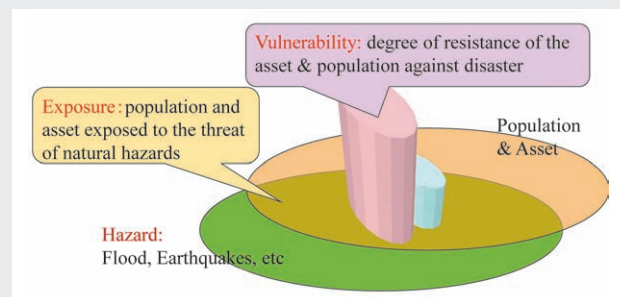 Vulnerability: degree of resistance of the
asset & population against disaster
Exposure: population and
asset exposed to the threat
of natural hazards
Population
& Asset
Hazard:
Flood, Earthquakes, etc